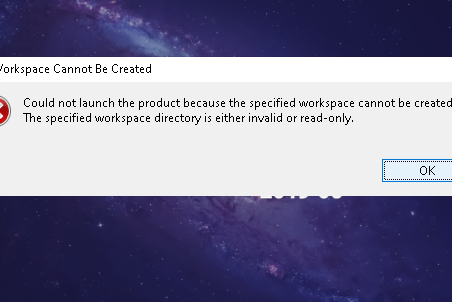 Workspace Cannot Be Created
Could not launch the product because the specified workspace cannot be created
The specified workspace directory is either invalid or read-only.
OK